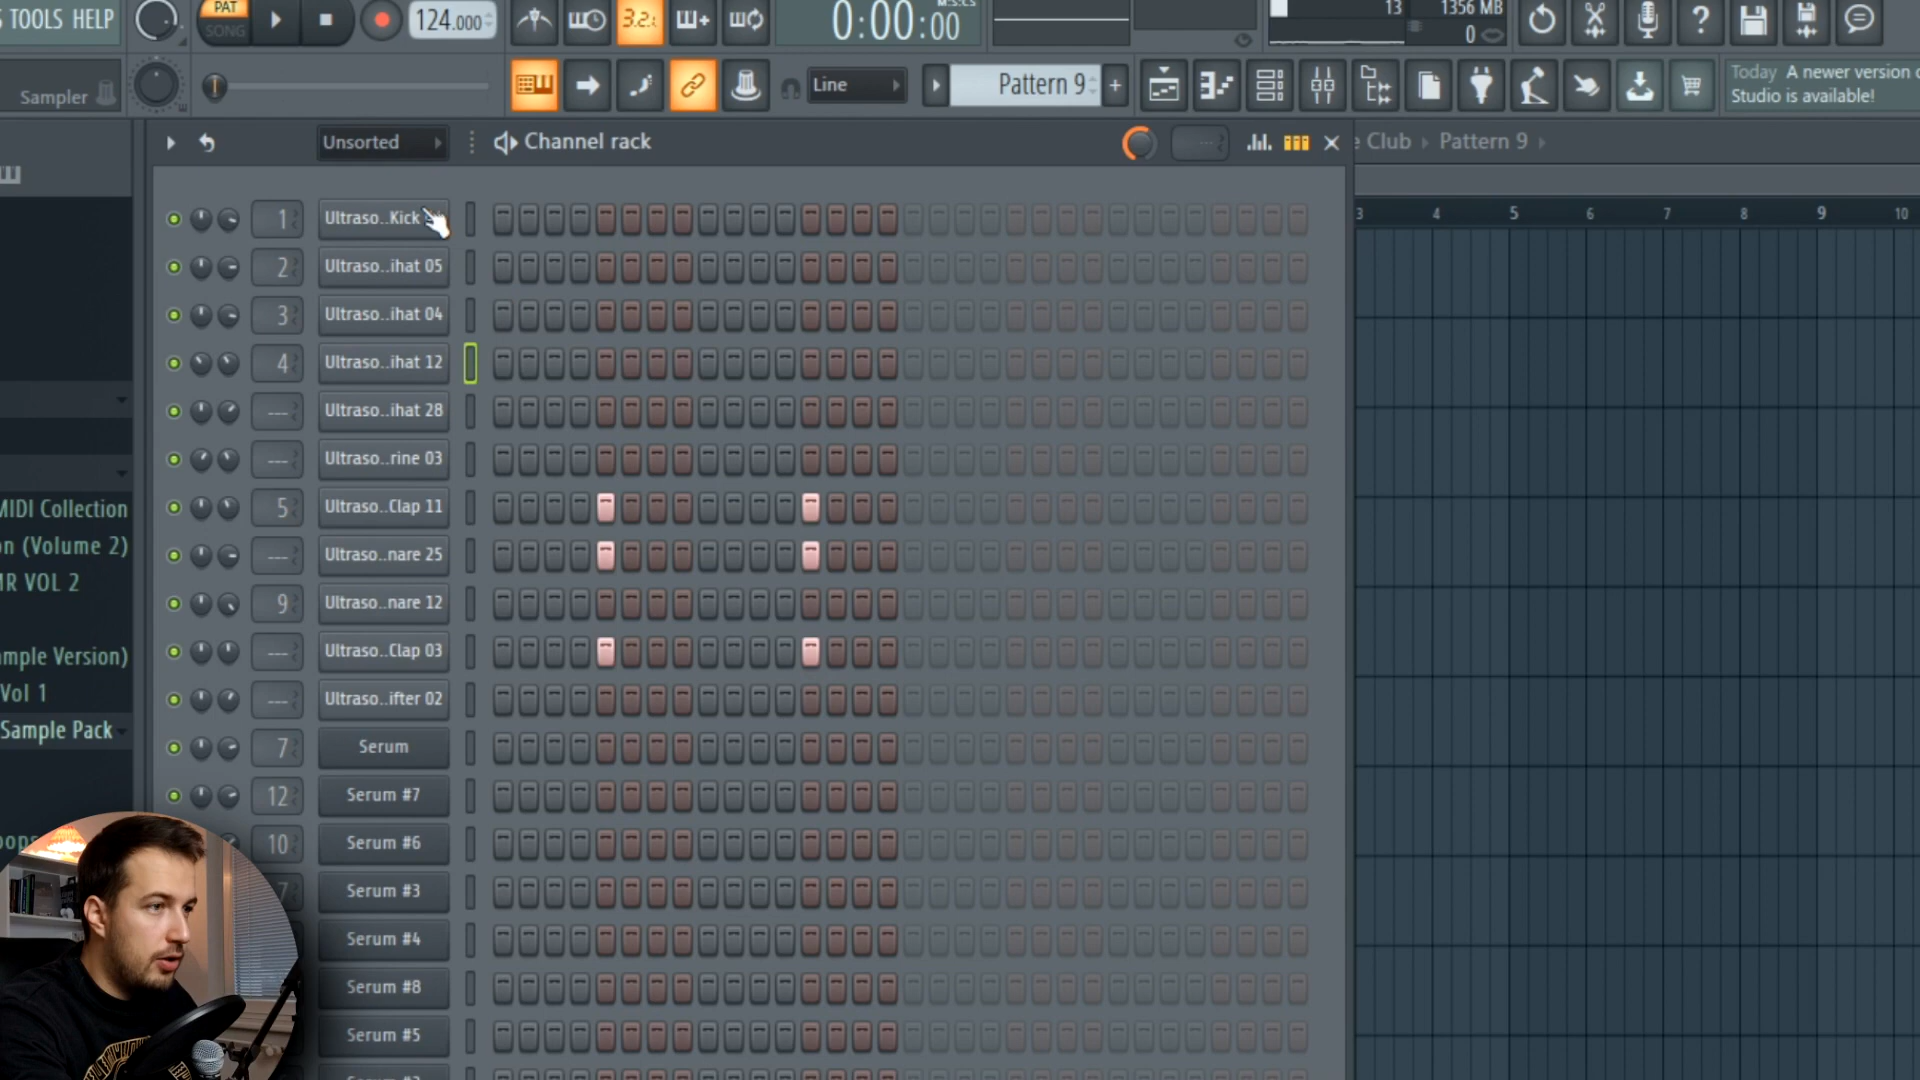 TOOLS HELP
PAT
SONG
124.000
3.2
0:00:00
M:S:CS
13
1356 MB
0
Sampler
Line
Pattern 9
+
?
Today A newer version
Studio is available!
Unsorted
Channel rack
Club
Pattern 9
3 4 5 6 7 8 9 10
1 Ultraso..Kick
2 Ultraso..ihat 05
3 Ultraso..ihat 04
4 Ultraso..ihat 12
--- Ultraso..ihat 28
--- Ultraso..rine 03
5 Ultraso..Clap 11
--- Ultraso..nare 25
9 Ultraso..nare 12
--- Ultraso..Clap 03
--- Ultraso..ifter 02
7 Serum
12 Serum #7
10 Serum #6
7 Serum #3
Serum #4
Serum #8
Serum #5
MIDI Collection
(Volume 2)
VOL 2
Version)
Vol 1
Sample Pack